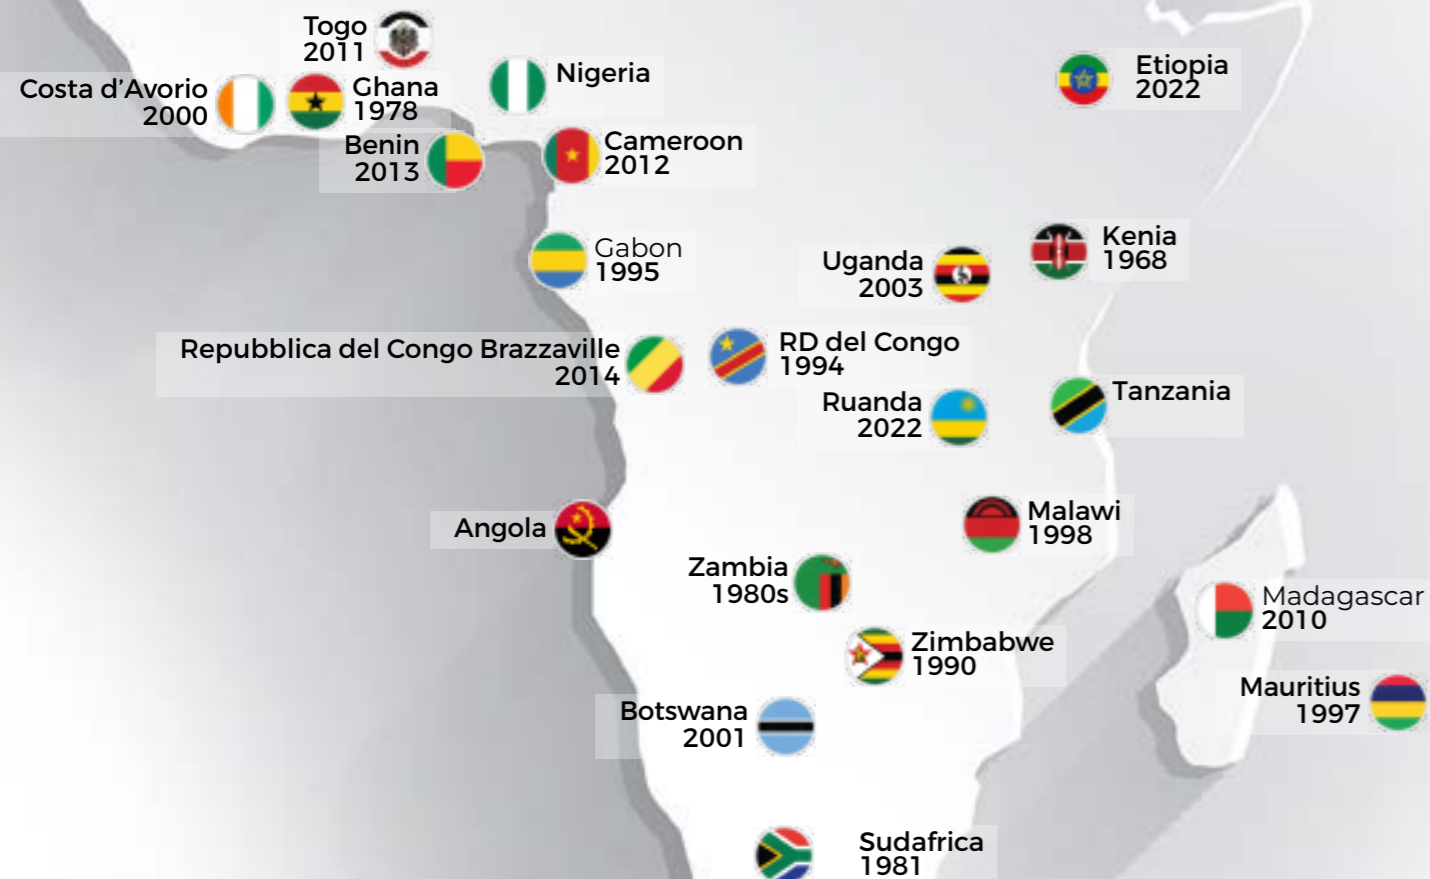 Togo
2011
Costa d'Avorio
2000
Ghana
1978
Nigeria
Etiopia
2022
Benin
2013
Cameroon
2012
Gabon
1995
Uganda
2003
Kenia
1968
Repubblica del Congo Brazzaville
2014
RD del Congo
1994
Ruanda
2022
Tanzania
Angola
Malawi
1998
Zambia
1980s
Madagascar
2010
Zimbabwe
1990
Mauritius
1997
Botswana
2001
Sudafrica
1981